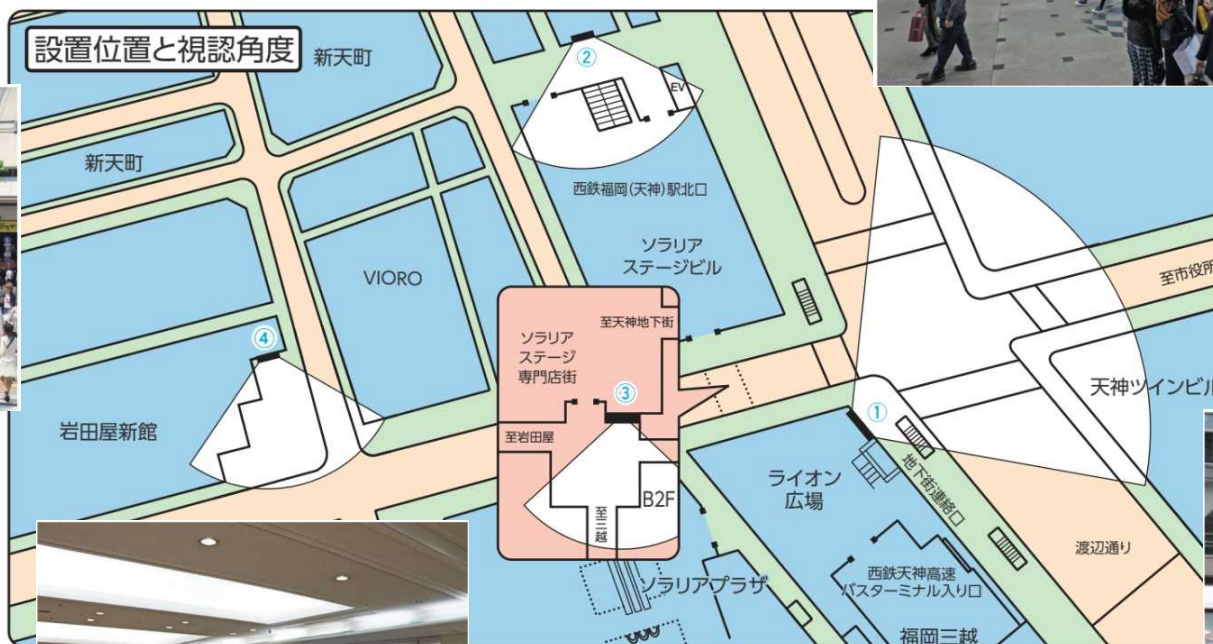 設置位置と視認角度
新天町
②
EV
新天町
西鉄福岡(天神)駅北口
ソラリア
ステージビル
VIORO
至市役所
④
至天神地下街
ソラリア
ステージ
専門店街
③
天神ツインビル
①
岩田屋新館
至岩田屋
ライオン
広場
地下街連絡口
B2F
至三越
渡辺通り
西鉄天神高速
バスターミナル入り口
ソラリアプラザ
福岡三越